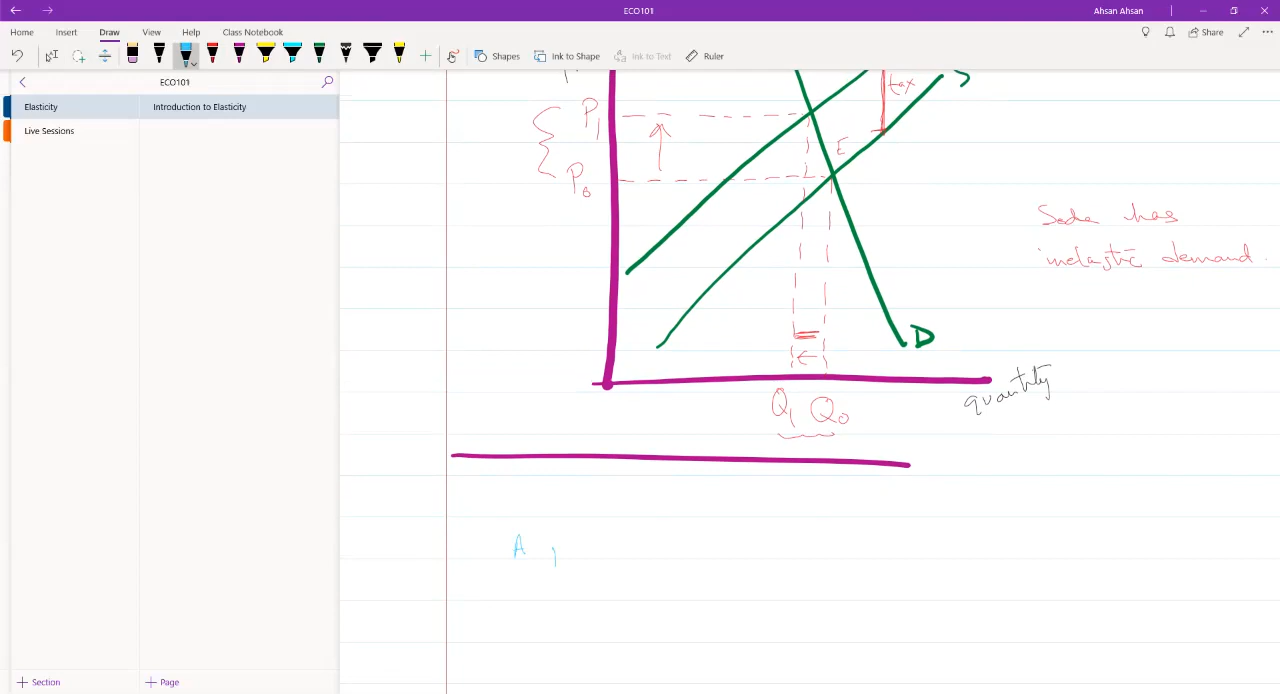 ECO101
Ahsan Ahsan
Home Insert Draw View Help Class Notebook
Share
Shapes Ink to Shape Ink to Text Ruler
ECO101
Elasticity Introduction to Elasticity
Live Sessions
tax
S
P1
E
P0
Soda has
inelastic demand.
D
quantity
Q1 Q0
A
+ Section + Page